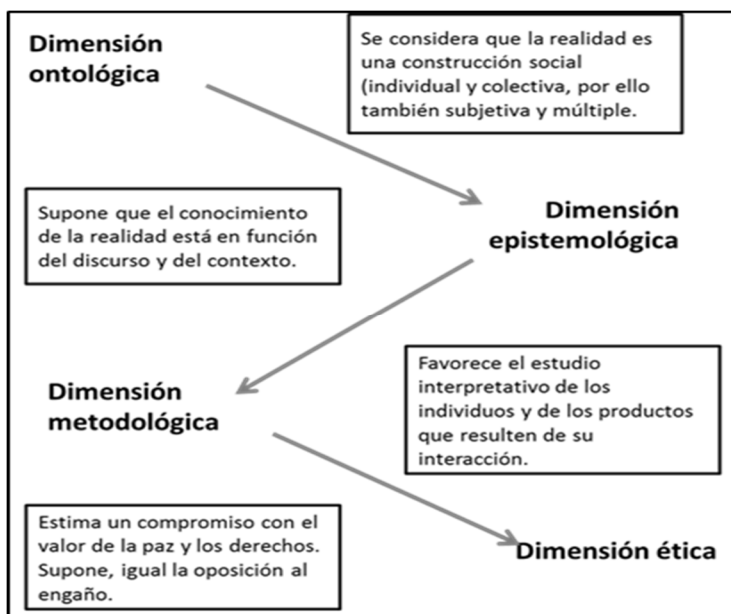 Dimensión
ontológica
Se considera que la realidad es
una construcción social
(individual y colectiva, por ello
también subjetiva y múltiple.
Supone que el conocimiento
de la realidad está en función
del discurso y del contexto.
Dimensión
epistemológica
Dimensión
metodológica
Favorece el estudio
interpretativo de los
individuos y de los productos
que resulten de su
interacción.
Estima un compromiso con el
valor de la paz y los derechos.
Supone, igual la oposición al
engaño.
Dimensión ética